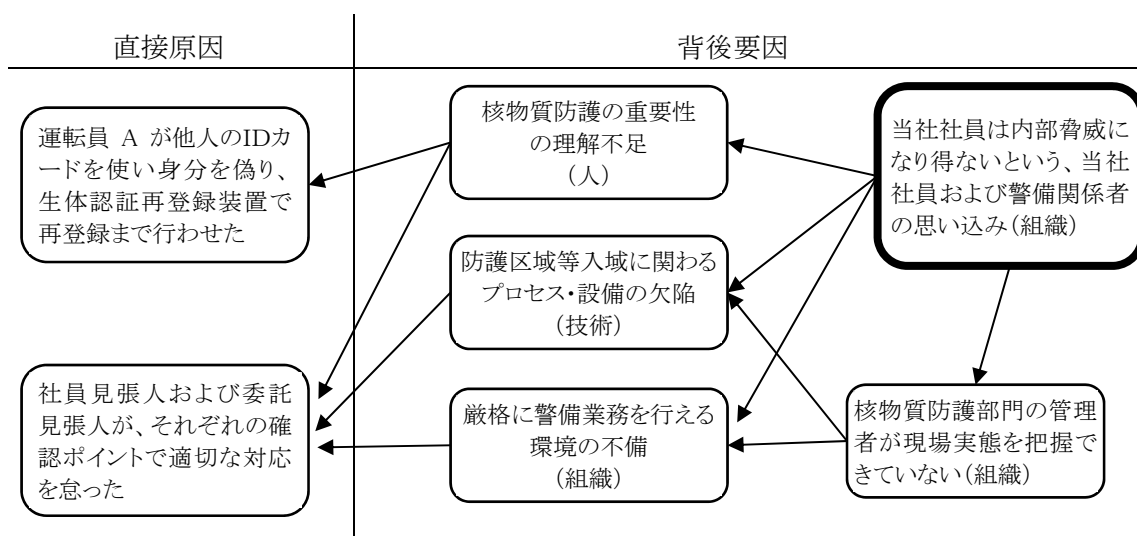 直接原因
背後要因
運転員 A が他人のIDカ
ードを使い身分を偽り、
生体認証再登録装置で
再登録まで行わせた
社員見張人および委託
見張人が、それぞれの確
認ポイントで適切な対応
を怠った
核物質防護の重要性
の理解不足
(人)
防護区域等入域に関わる
プロセス・設備の欠陥
(技術)
厳格に警備業務を行える
環境の不備
(組織)
当社社員は内部脅威に
なり得ないという、当社
社員および警備関係者
の思い込み(組織)
核物質防護部門の管理
者が現場実態を把握で
きていない(組織)